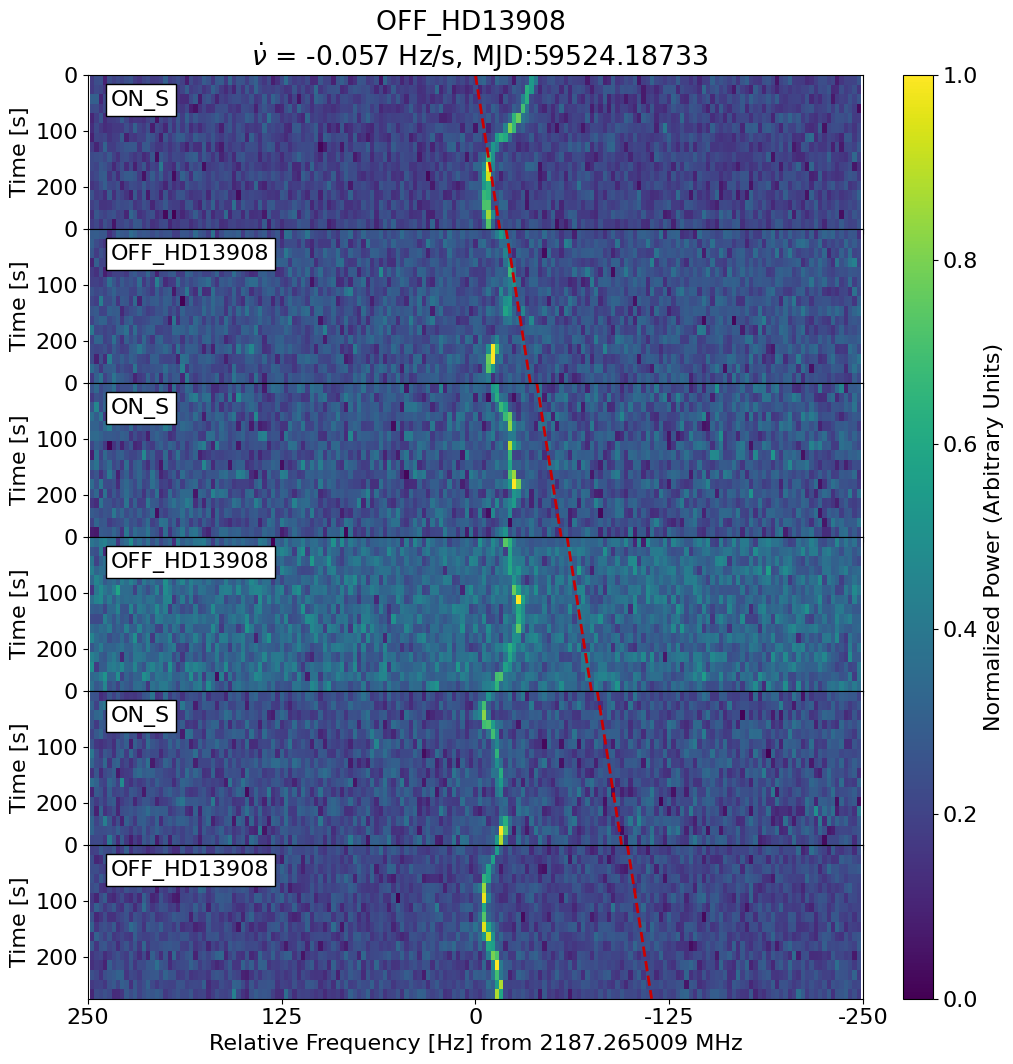 OFF_HD13908
ν̇ = -0.057 Hz/s, MJD:59524.18733
0
ON_S
100
200
Time [s]
0
OFF_HD13908
100
200
Time [s]
0
ON_S
100
200
Time [s]
0
OFF_HD13908
100
200
Time [s]
0
ON_S
100
200
Time [s]
0
OFF_HD13908
100
200
Time [s]
250 125 0 -125 -250
Relative Frequency [Hz] from 2187.265009 MHz
1.0
0.8
0.6
0.4
0.2
0.0
Normalized Power (Arbitrary Units)